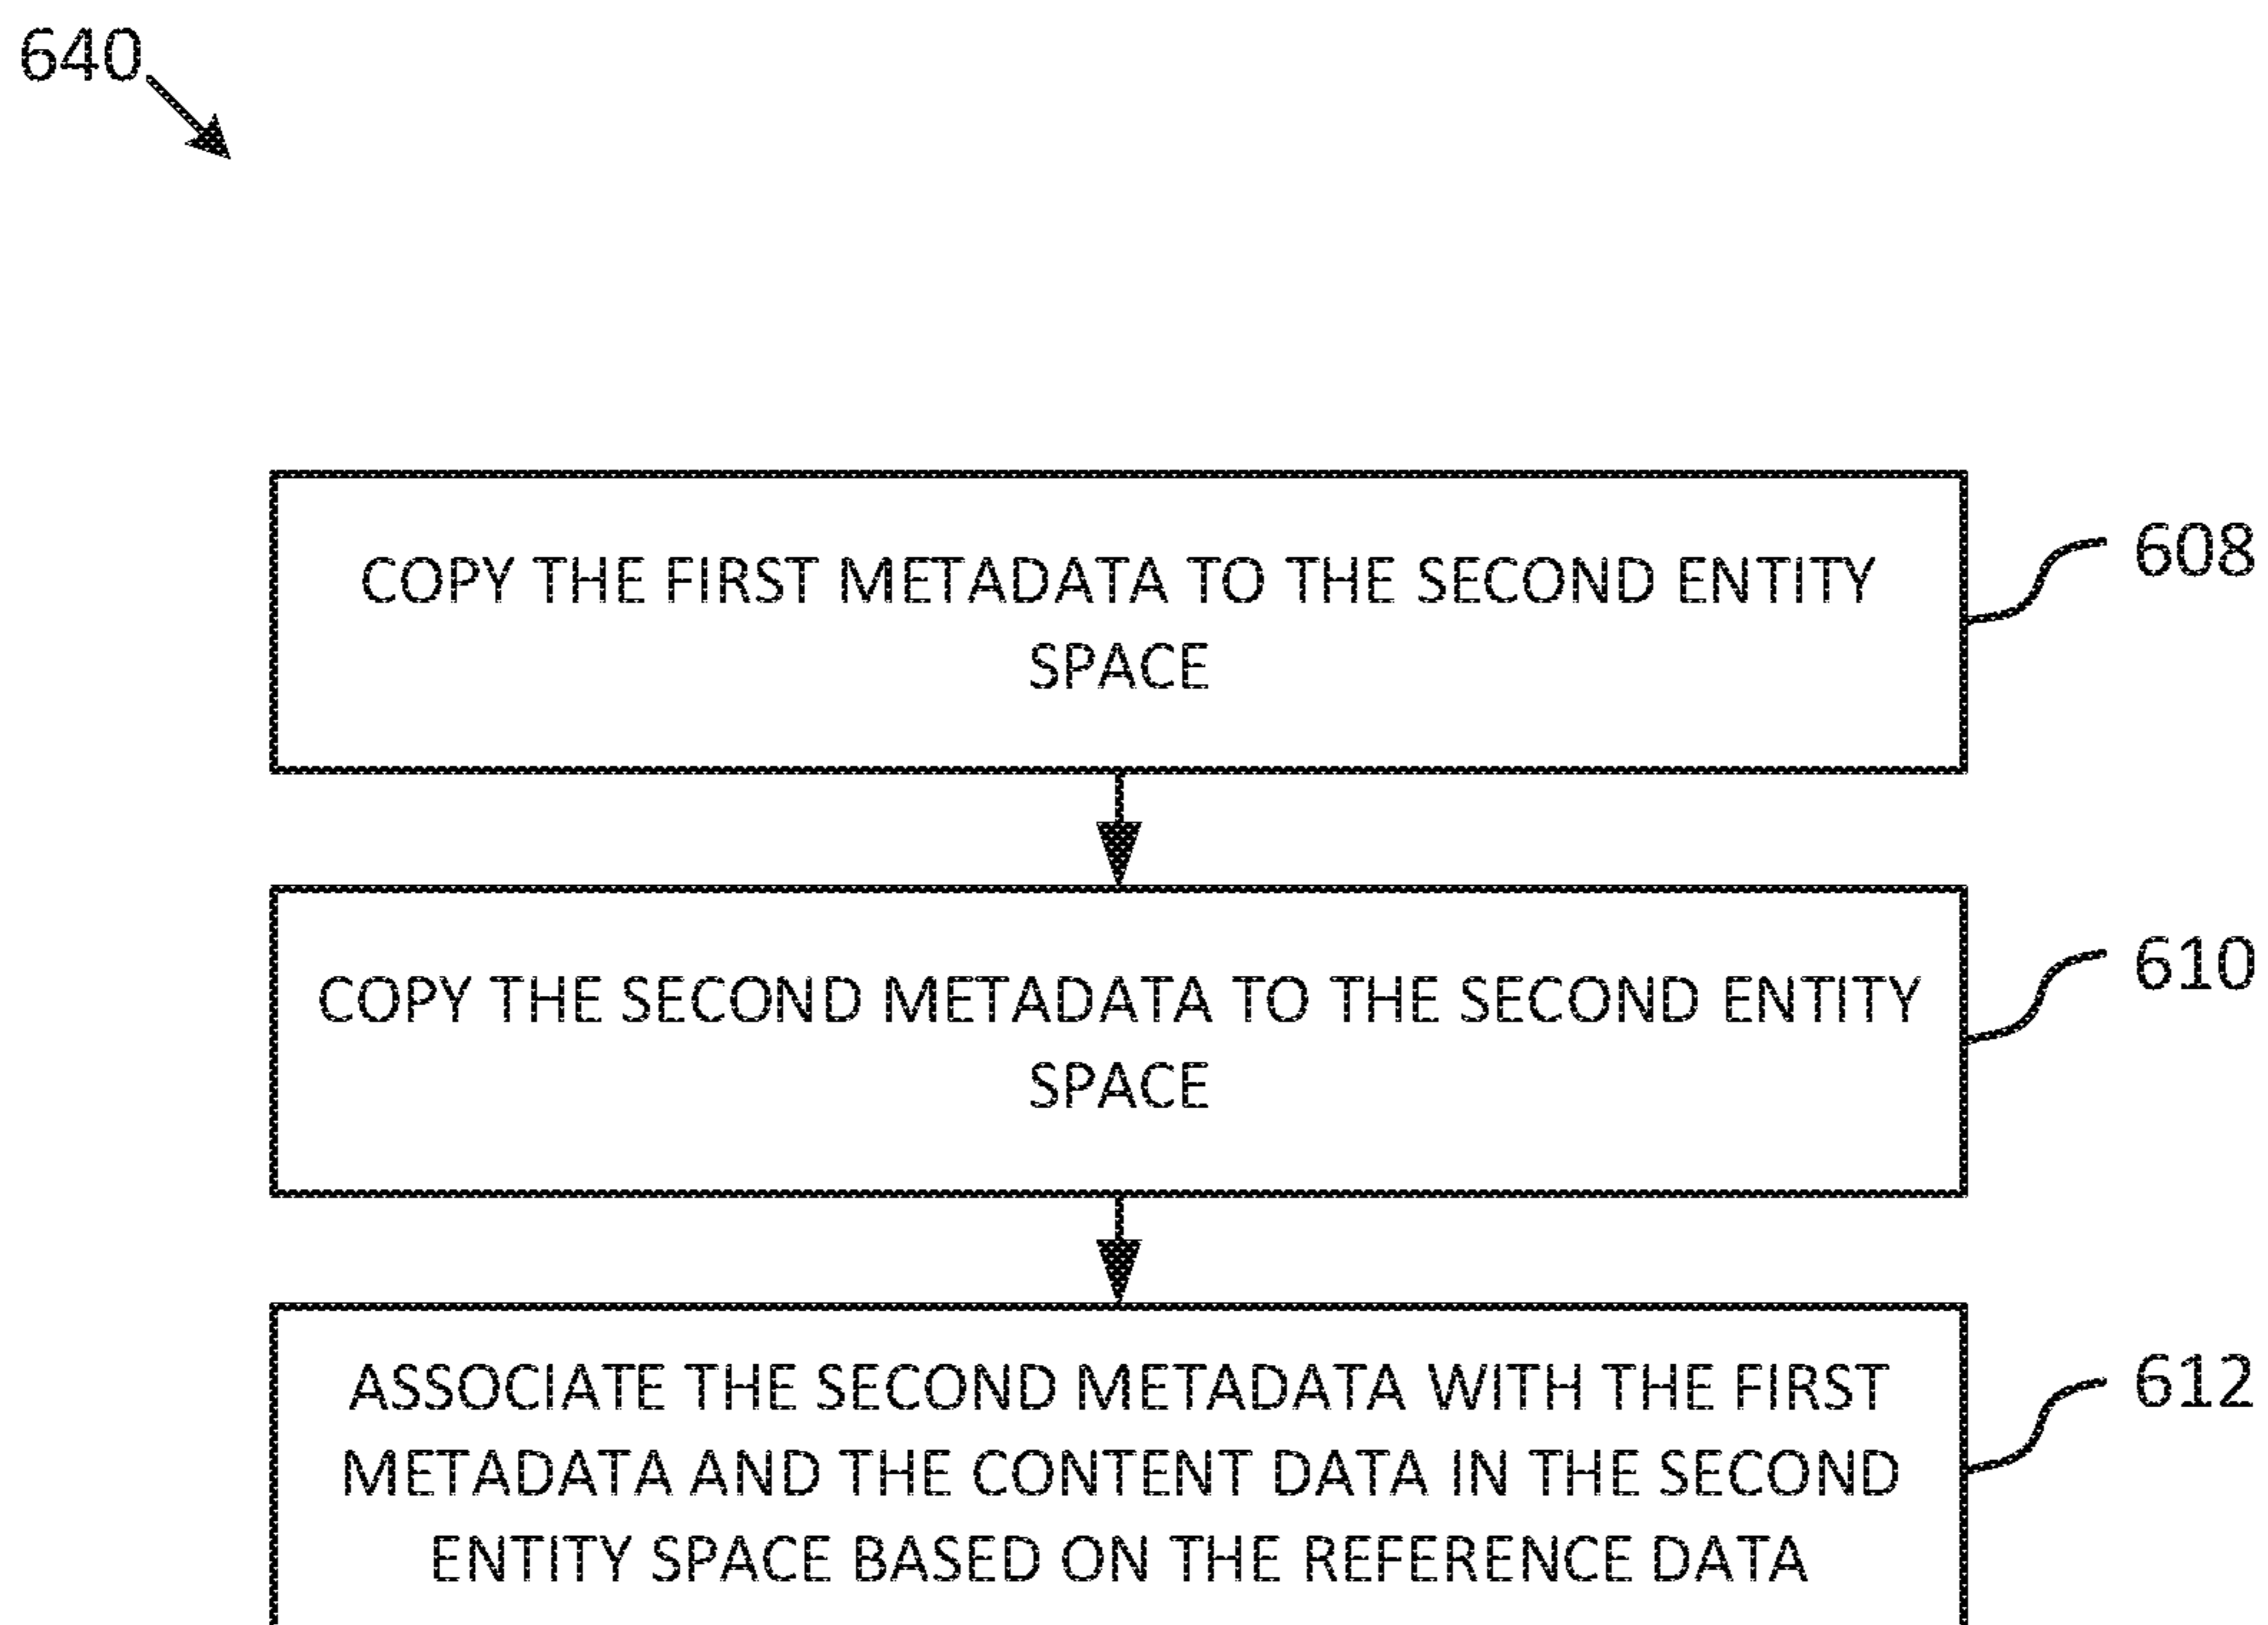 640
COPY THE FIRST METADATA TO THE SECOND ENTITY
SPACE
608
COPY THE SECOND METADATA TO THE SECOND ENTITY
SPACE
610
ASSOCIATE THE SECOND METADATA WITH THE FIRST
METADATA AND THE CONTENT DATA IN THE SECOND
ENTITY SPACE BASED ON THE REFERENCE DATA
612